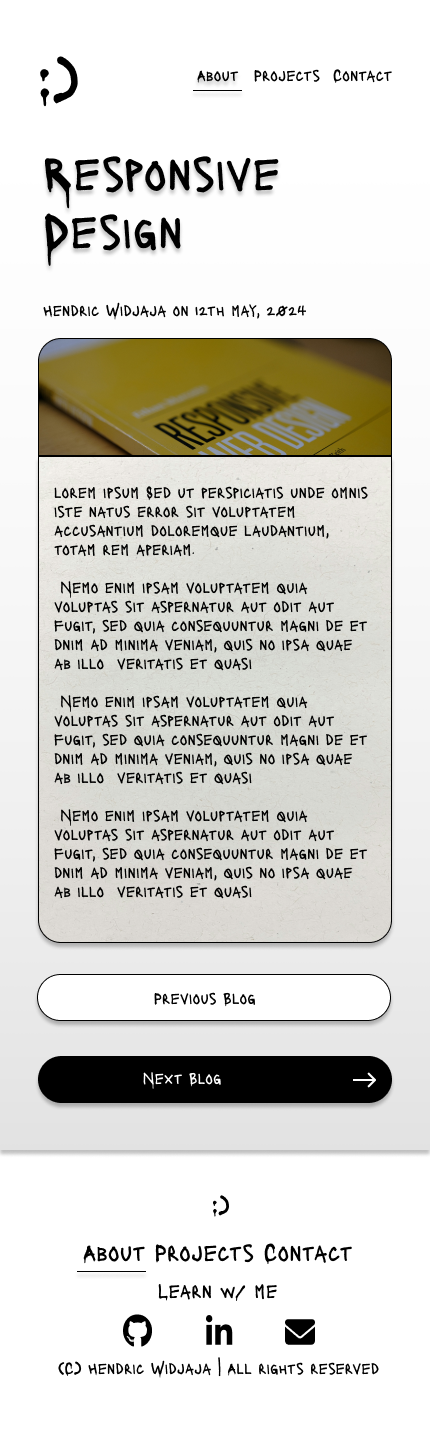 About Projects Contact
Responsive
Design
Hendric Widjaja on 12th May, 2024
RESPONSIVE
WEB DESIGN
Lorem ipsum Sed ut perspiciatis unde omnis
iste natus error sit voluptatem
accusantium doloremque laudantium,
totam rem aperiam.
Nemo enim ipsam voluptatem quia
voluptas sit aspernatur aut odit aut
fugit, sed quia consequuntur magni de et
dnim ad minima veniam, quis no ipsa quae
ab illo veritatis et quasi
Nemo enim ipsam voluptatem quia
voluptas sit aspernatur aut odit aut
fugit, sed quia consequuntur magni de et
dnim ad minima veniam, quis no ipsa quae
ab illo veritatis et quasi
Nemo enim ipsam voluptatem quia
voluptas sit aspernatur aut odit aut
fugit, sed quia consequuntur magni de et
dnim ad minima veniam, quis no ipsa quae
ab illo veritatis et quasi
Previous Blog
Next Blog
About Projects Contact
Learn w/ me
(C) Hendric Widjaja | All rights reserved